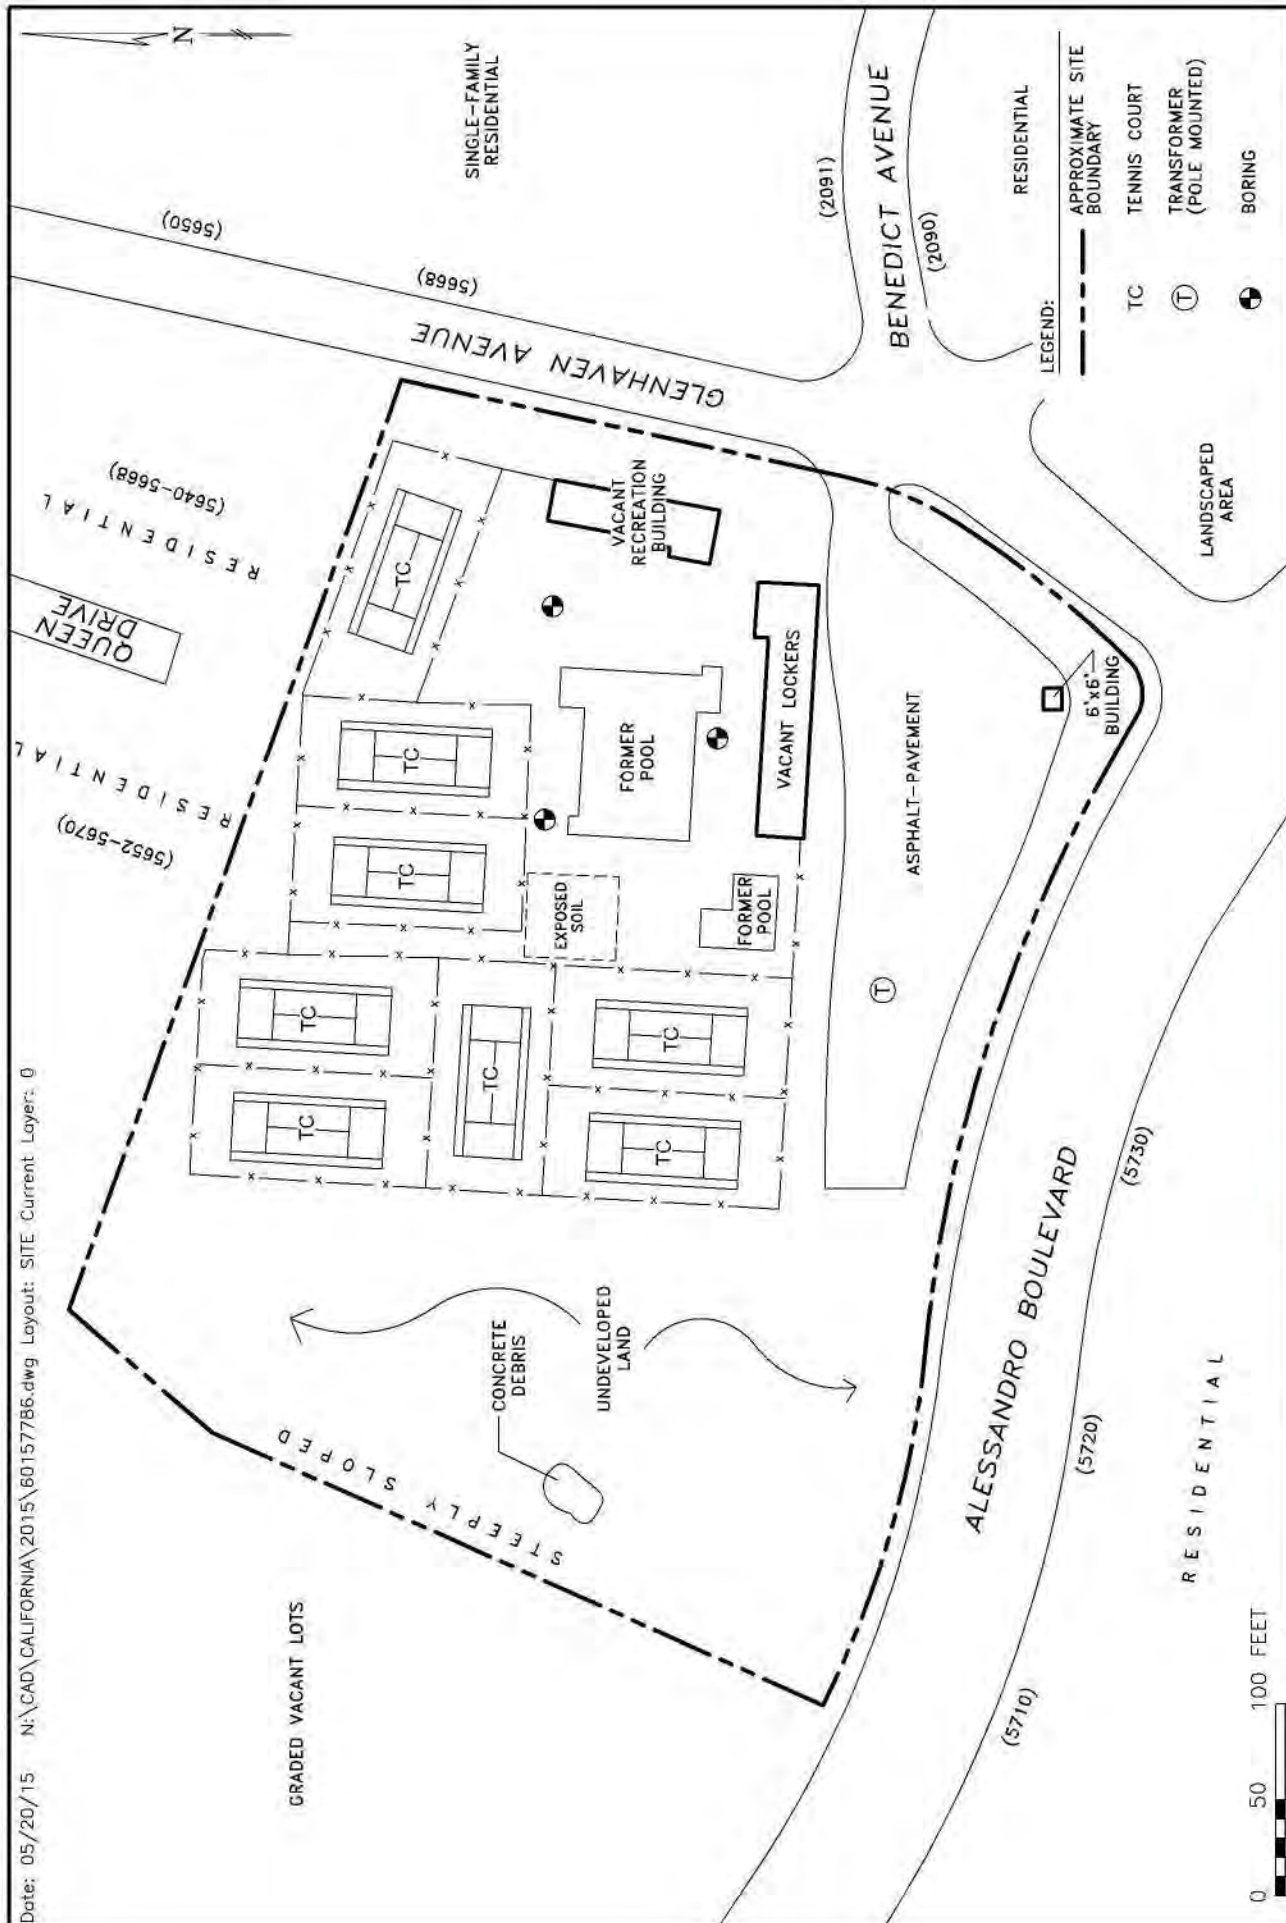 Date: 05/20/15 N:\CAD\CALIFORNIA\2015\60157786.dwg Layout: SITE Current Layer: 0
N
GRADED VACANT LOTS
STEEPLY SLOPED
CONCRETE
DEBRIS
UNDEVELOPED
LAND
RESIDENTIAL
(5652-5670)
QUEEN
DRIVE
RESIDENTIAL
(5640-5668)
SINGLE-FAMILY
RESIDENTIAL
(5650)
(5668)
GLENHAVEN AVENUE
TC
TC
TC
TC
TC
TC
TC
TC
EXPOSED
SOIL
FORMER
POOL
FORMER
POOL
VACANT
RECREATION
BUILDING
VACANT LOCKERS
ASPHALT-PAVEMENT
T
6'x6'
BUILDING
(2091)
BENEDICT AVENUE
(2090)
RESIDENTIAL
LANDSCAPED
AREA
ALESSANDRO BOULEVARD
(5710)
(5720)
(5730)
RESIDENTIAL
LEGEND:
APPROXIMATE SITE
BOUNDARY
TC TENNIS COURT
T TRANSFORMER
(POLE MOUNTED)
BORING
0 50 100 FEET